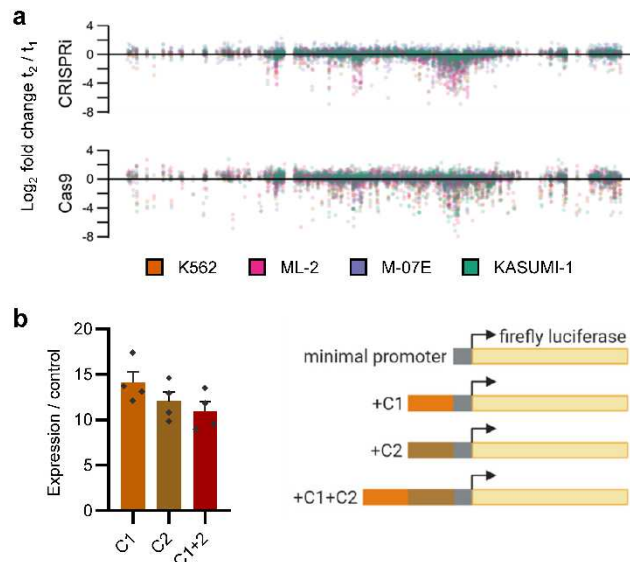 a
Log₂ fold change t₂ / t₁
CRISPRi
4
0
-4
-8
Cas9
4
0
-4
-8
K562
ML-2
M-07E
KASUMI-1
b
Expression / control
20
15
10
5
0
C1
C2
C1+2
minimal promoter
firefly luciferase
+C1
+C2
+C1+C2